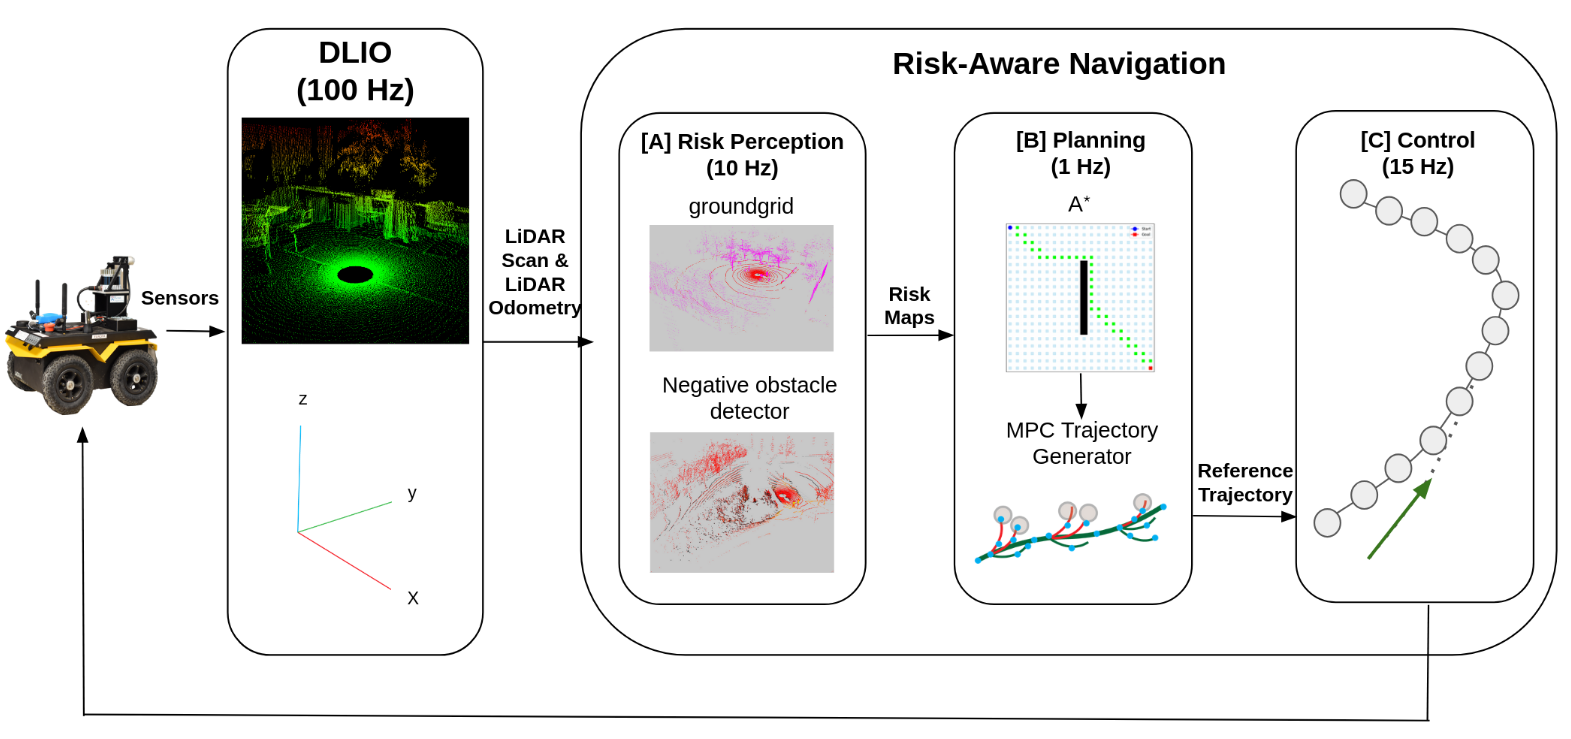 DLIO
(100 Hz)
Risk-Aware Navigation
[A] Risk Perception
(10 Hz)
groundgrid
Negative obstacle
detector
[B] Planning
(1 Hz)
A*
MPC Trajectory
Generator
[C] Control
(15 Hz)
Sensors
LiDAR
Scan &
LiDAR
Odometry
Risk
Maps
Reference
Trajectory
z
y
X